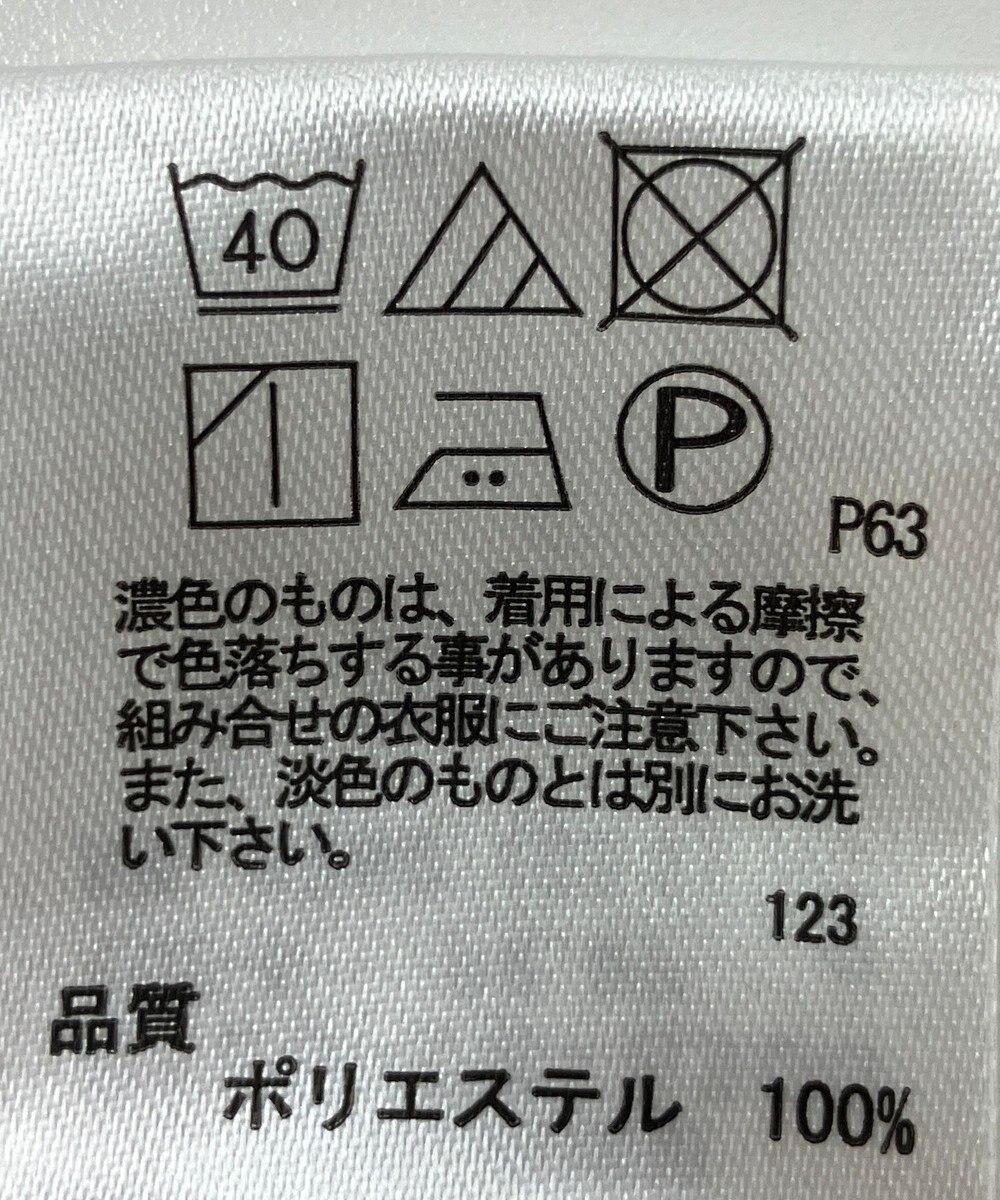 40
P
P63
濃色のものは、着用による摩擦
で色落ちする事がありますので、
組み合せの衣服にご注意下さい。
また、淡色のものとは別にお洗
い下さい。
123
品質
ポリエステル 100%